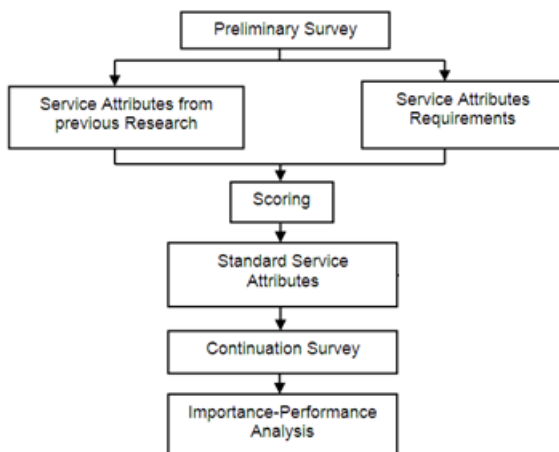 Preliminary Survey
Service Attributes from
previous Research
Service Attributes
Requirements
Scoring
Standard Service
Attributes
Continuation Survey
Importance-Performance
Analysis